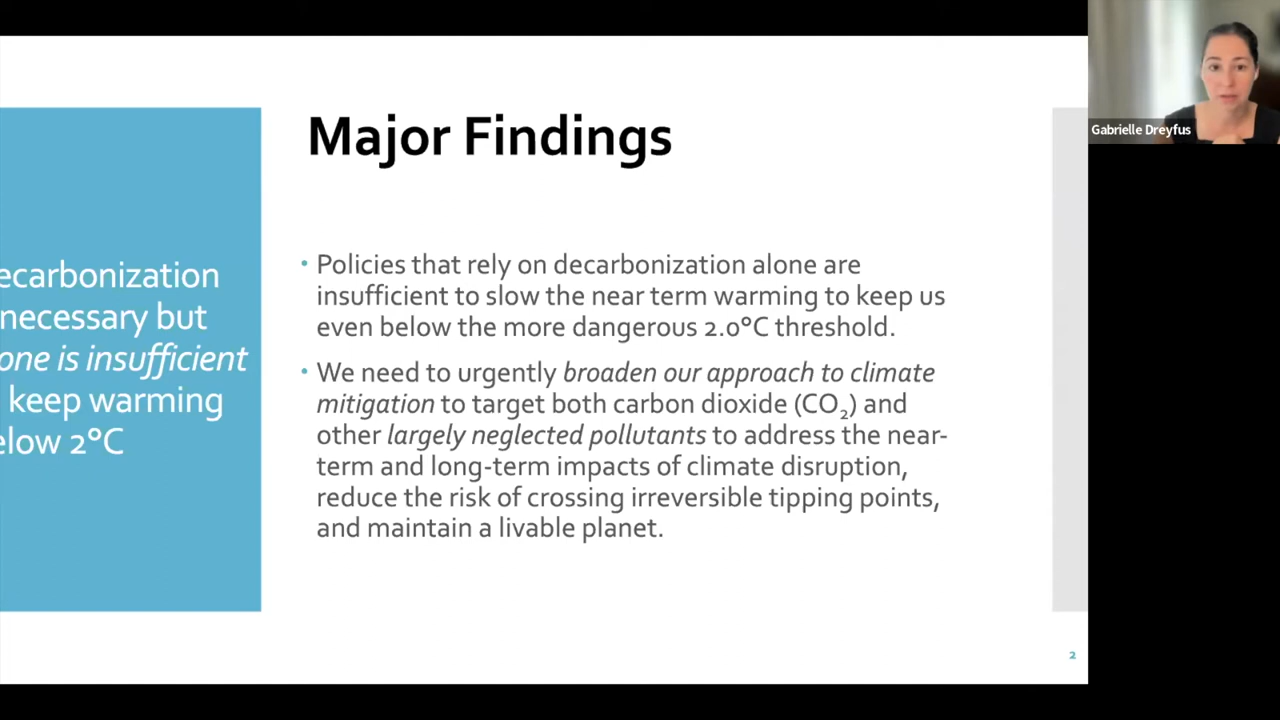 Major Findings
ecarbonization
necessary but
one is insufficient
keep warming
elow 2°C
• Policies that rely on decarbonization alone are
insufficient to slow the near term warming to keep us
even below the more dangerous 2.0°C threshold.
• We need to urgently broaden our approach to climate
mitigation to target both carbon dioxide (CO₂) and
other largely neglected pollutants to address the near-
term and long-term impacts of climate disruption,
reduce the risk of crossing irreversible tipping points,
and maintain a livable planet.
2
Gabrielle Dreyfus